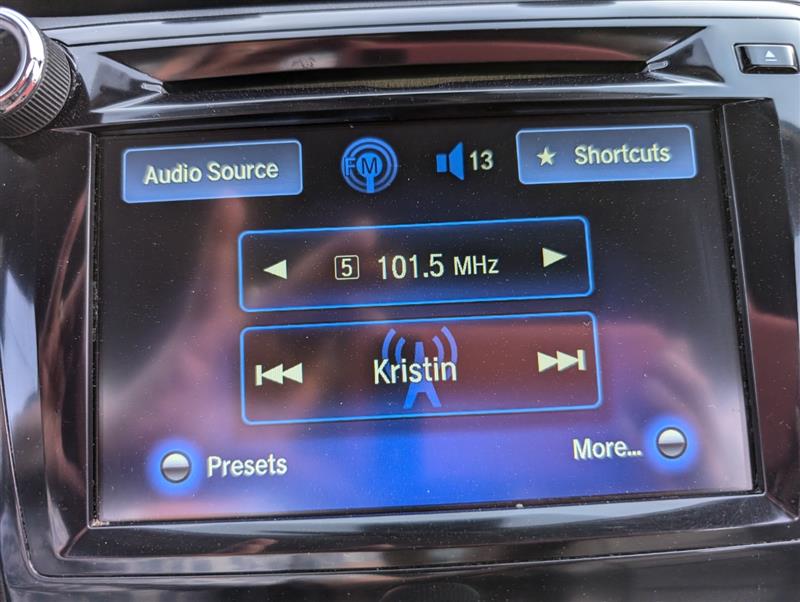 Audio Source
FM
13
★ Shortcuts
5 101.5 MHz
Kristin
Presets
More...